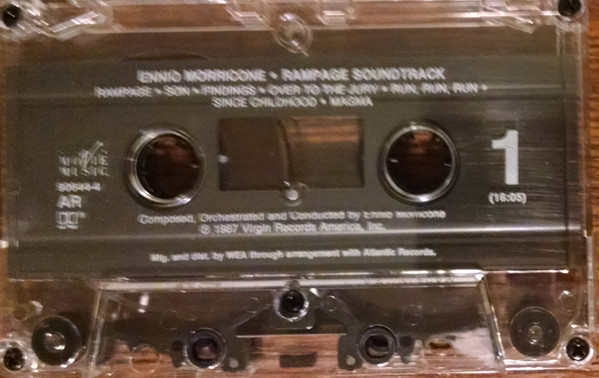 ENNIO MORRICONE • RAMPAGE SOUNDTRACK
RAMPAGE • SON • FINDINGS • OVER TO THE JURY • RUN, RUN, RUN •
SINCE CHILDHOOD • MAGMA
MOVIE
MUSIC
90644-4
AR
1
(16:05)
Composed, Orchestrated and Conducted by Ennio Morricone
℗ 1987 Virgin Records America, Inc.
Mfg. and dist. by WEA through arrangement with Atlantic Records.